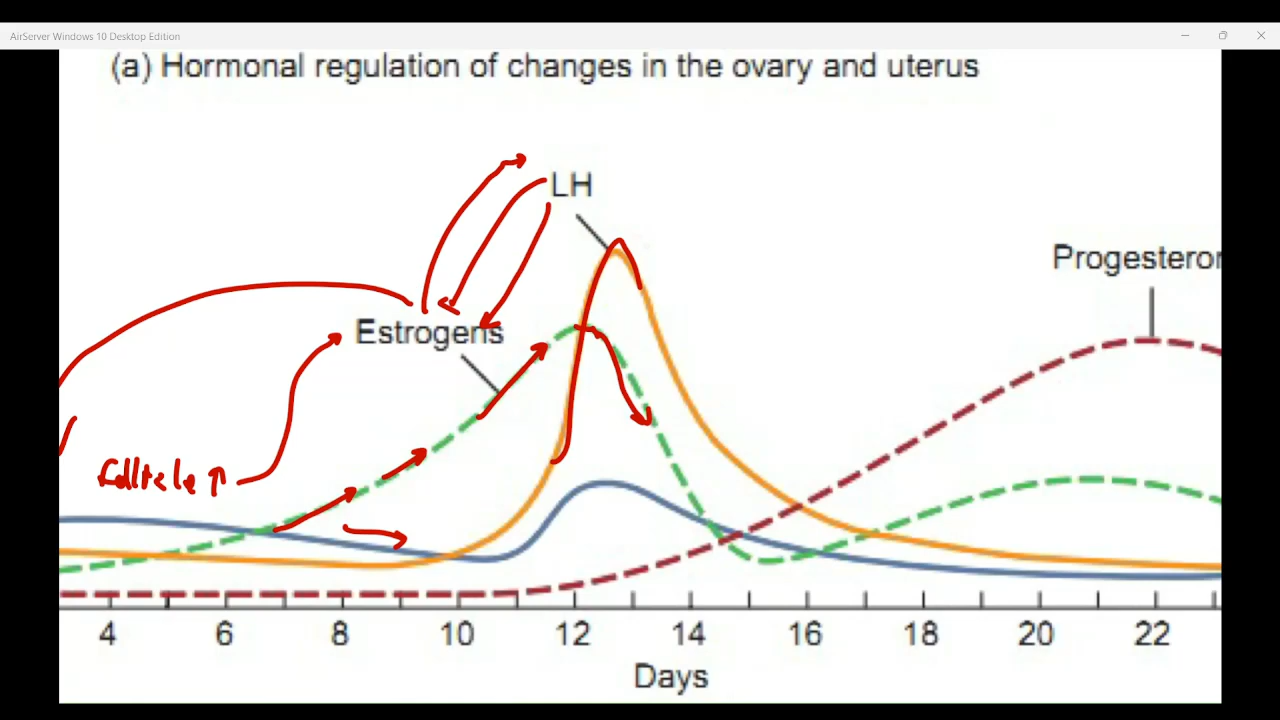 AirServer Windows 10 Desktop Edition
(a) Hormonal regulation of changes in the ovary and uterus
LH
Progesteron
Estrogens
4 6 8 10 12 14 16 18 20 22
Days